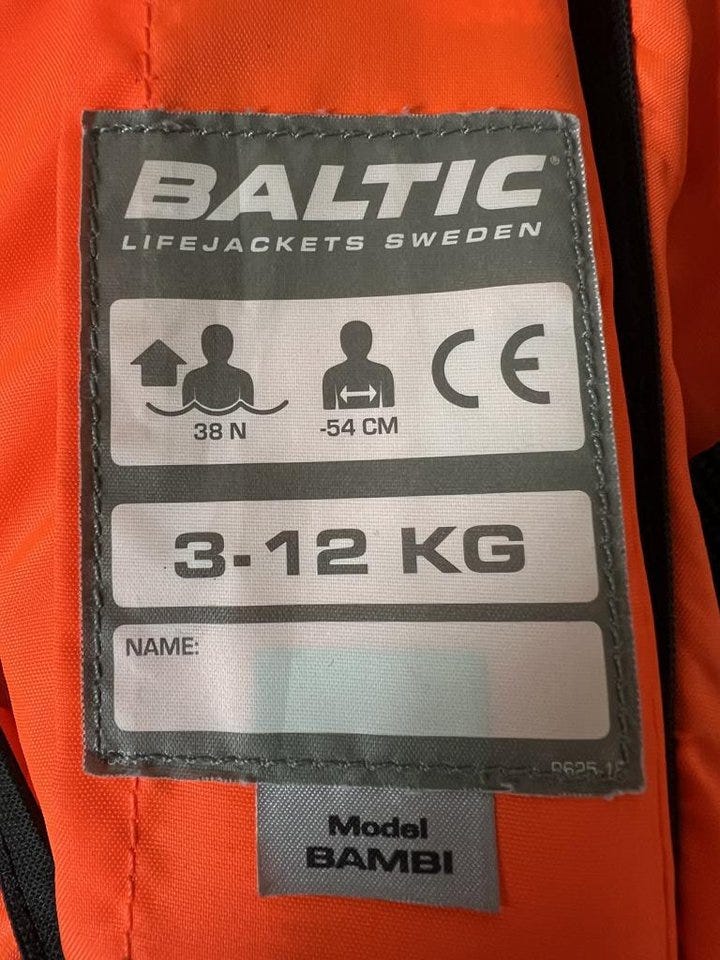 BALTIC®
LIFEJACKETS SWEDEN
38 N
-54 CM
CE
3-12 KG
NAME:
Model
BAMBI